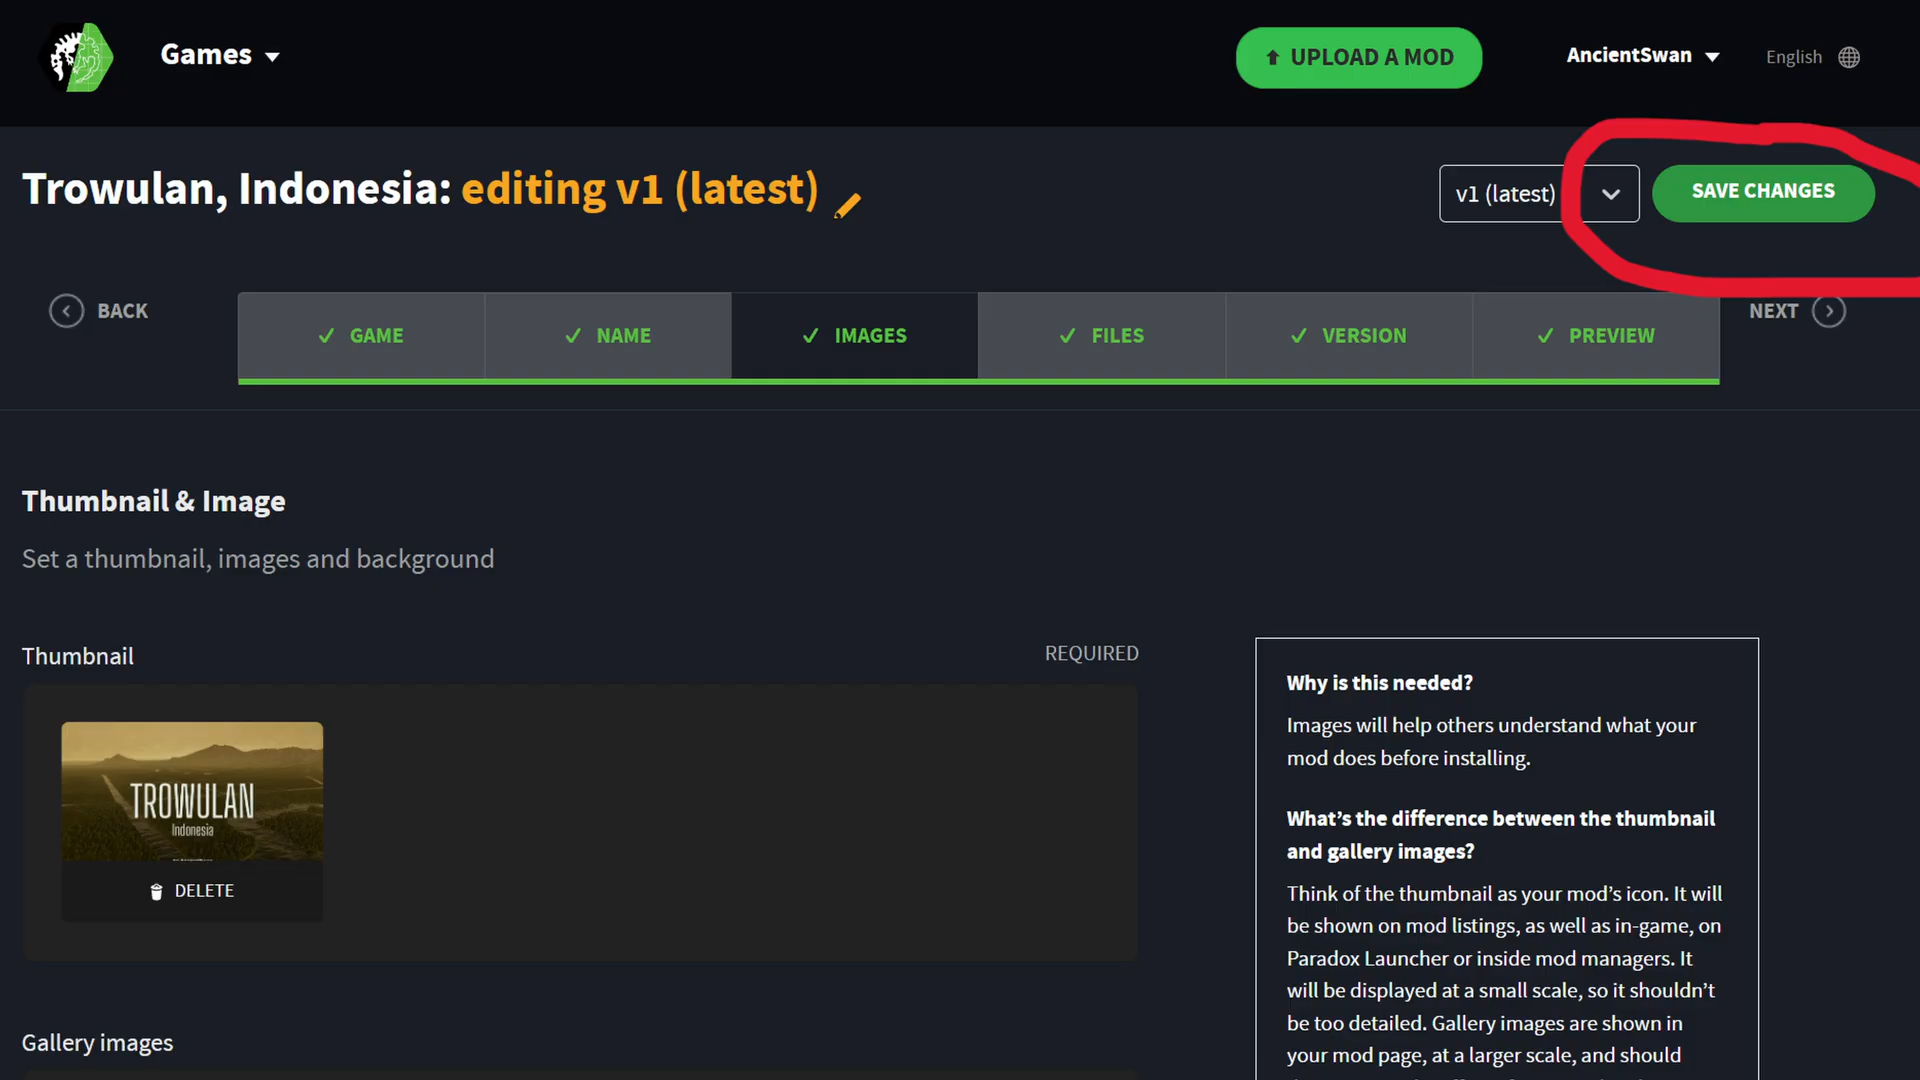 Games
UPLOAD A MOD
AncientSwan
English
Trowulan, Indonesia: editing v1 (latest)
v1 (latest)
SAVE CHANGES
BACK
GAME
NAME
IMAGES
FILES
VERSION
PREVIEW
NEXT
Thumbnail & Image
Set a thumbnail, images and background
Thumbnail
REQUIRED
TROWULAN
Indonesia
DELETE
Gallery images
Why is this needed?
Images will help others understand what your
mod does before installing.
What’s the difference between the thumbnail
and gallery images?
Think of the thumbnail as your mod’s icon. It will
be shown on mod listings, as well as in-game, on
Paradox Launcher or inside mod managers. It
will be displayed at a small scale, so it shouldn’t
be too detailed. Gallery images are shown in
your mod page, at a larger scale, and should